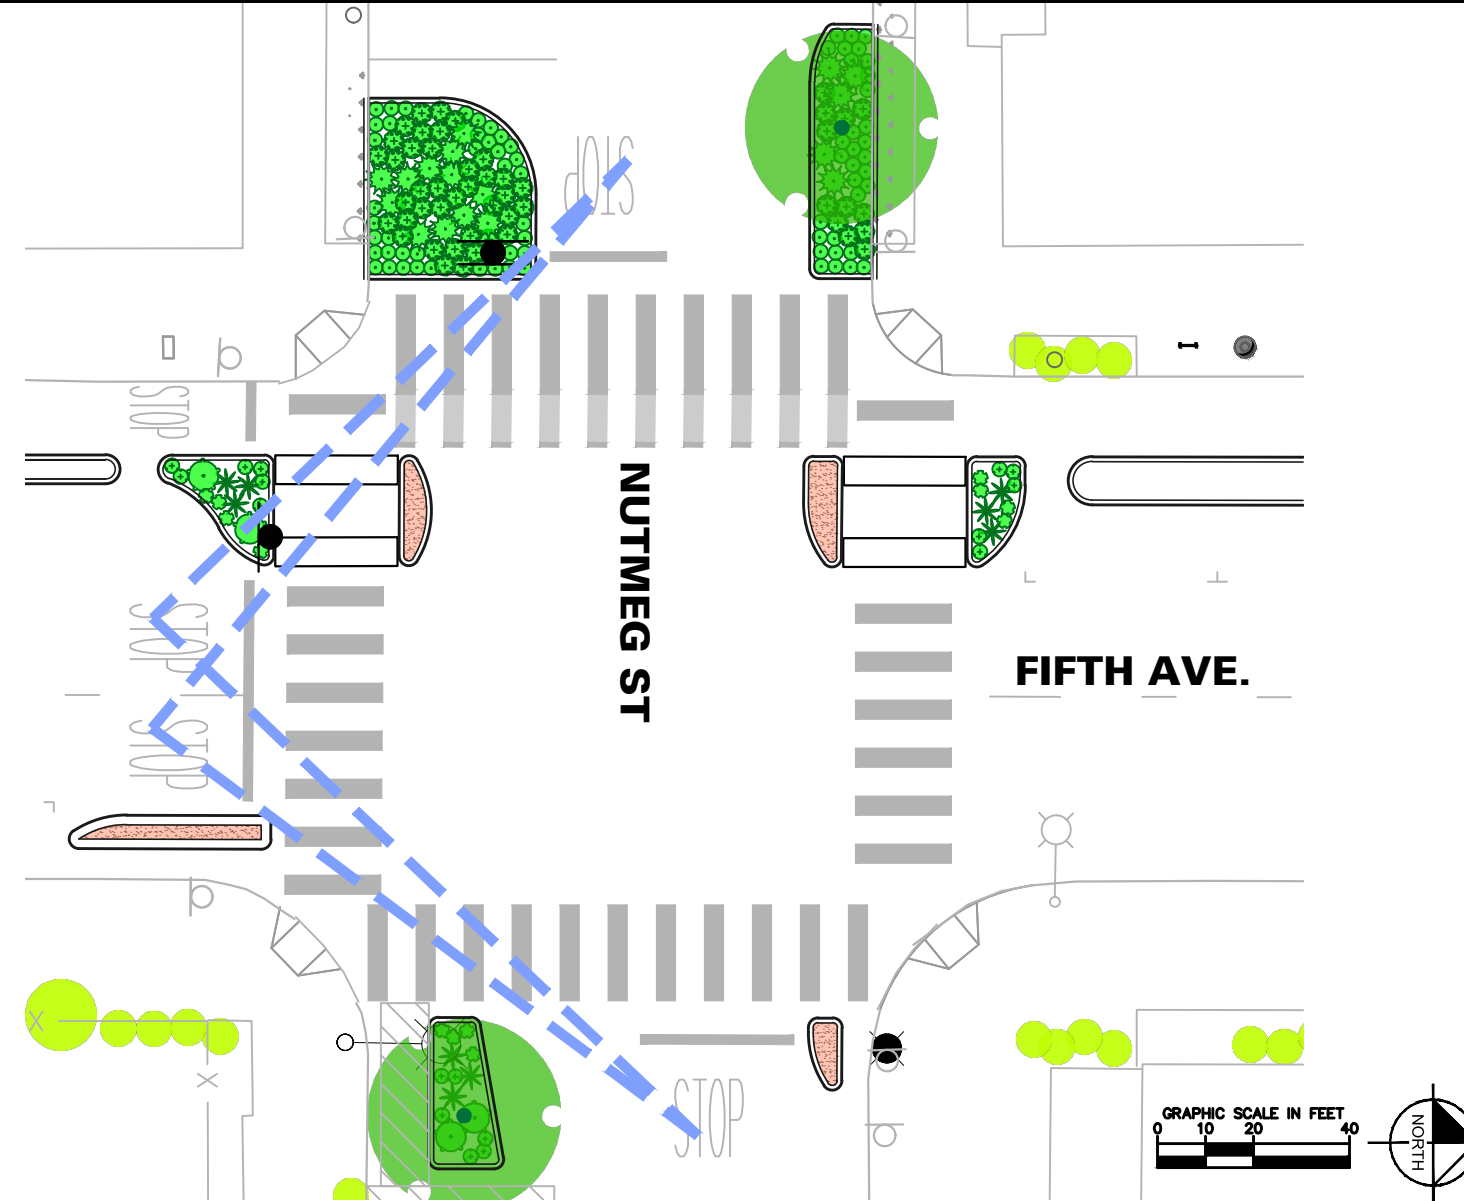 STOP
STOP
NUTMEG ST
STOP
FIFTH AVE.
STOP
STOP
GRAPHIC SCALE IN FEET
0 10 20 40
NORTH